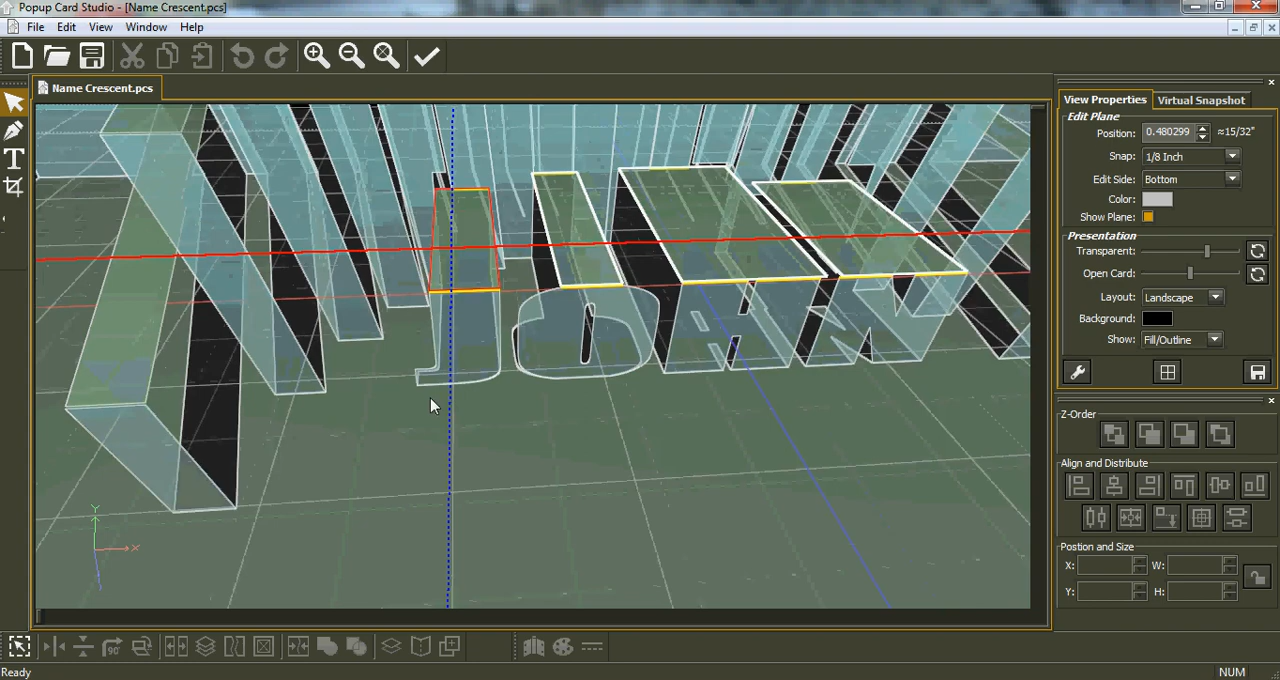 Popup Card Studio - [Name Crescent.pcs]
File Edit View Window Help
Name Crescent.pcs
View Properties Virtual Snapshot
Edit Plane
Position: 0.480299 ≈15/32"
Snap: 1/8 Inch
Edit Side: Bottom
Color:
Show Plane:
Presentation
Transparent:
Open Card:
Layout: Landscape
Background:
Show: Fill/Outline
Z-Order
Align and Distribute
Postion and Size
X: W:
Y: H:
JOHN
Y
X
90°
Ready NUM